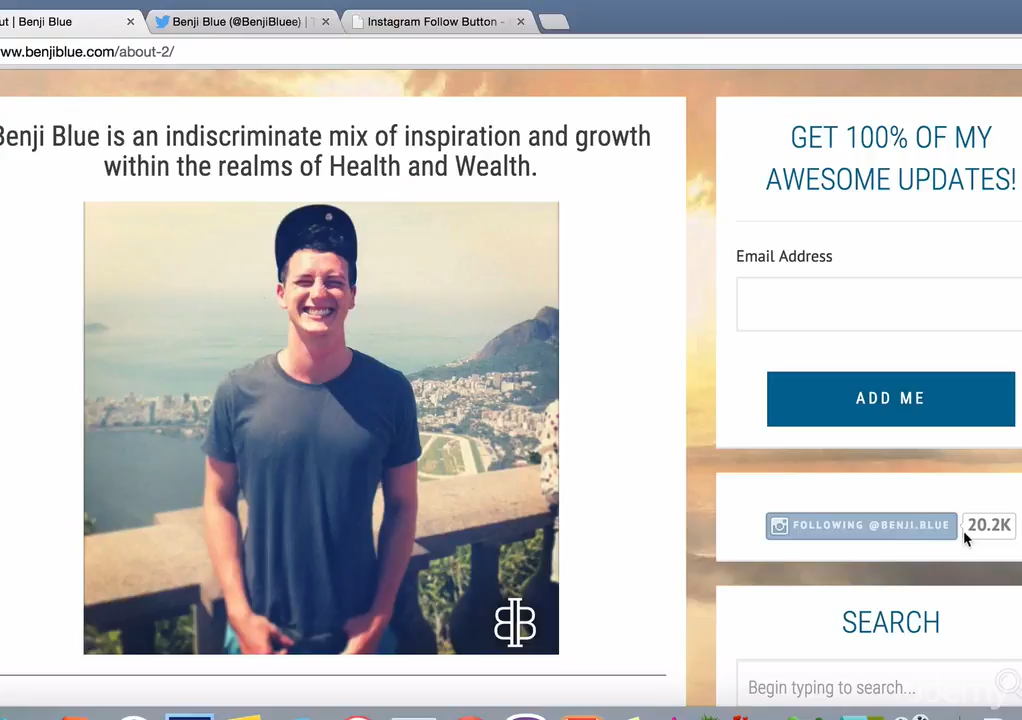 ut | Benji Blue
Benji Blue (@BenjiBluee) | T
Instagram Follow Button -
ww.benjiblue.com/about-2/
Benji Blue is an indiscriminate mix of inspiration and growth
within the realms of Health and Wealth.
GET 100% OF MY
AWESOME UPDATES!
Email Address
ADD ME
FOLLOWING @BENJI.BLUE
20.2K
SEARCH
Begin typing to search...